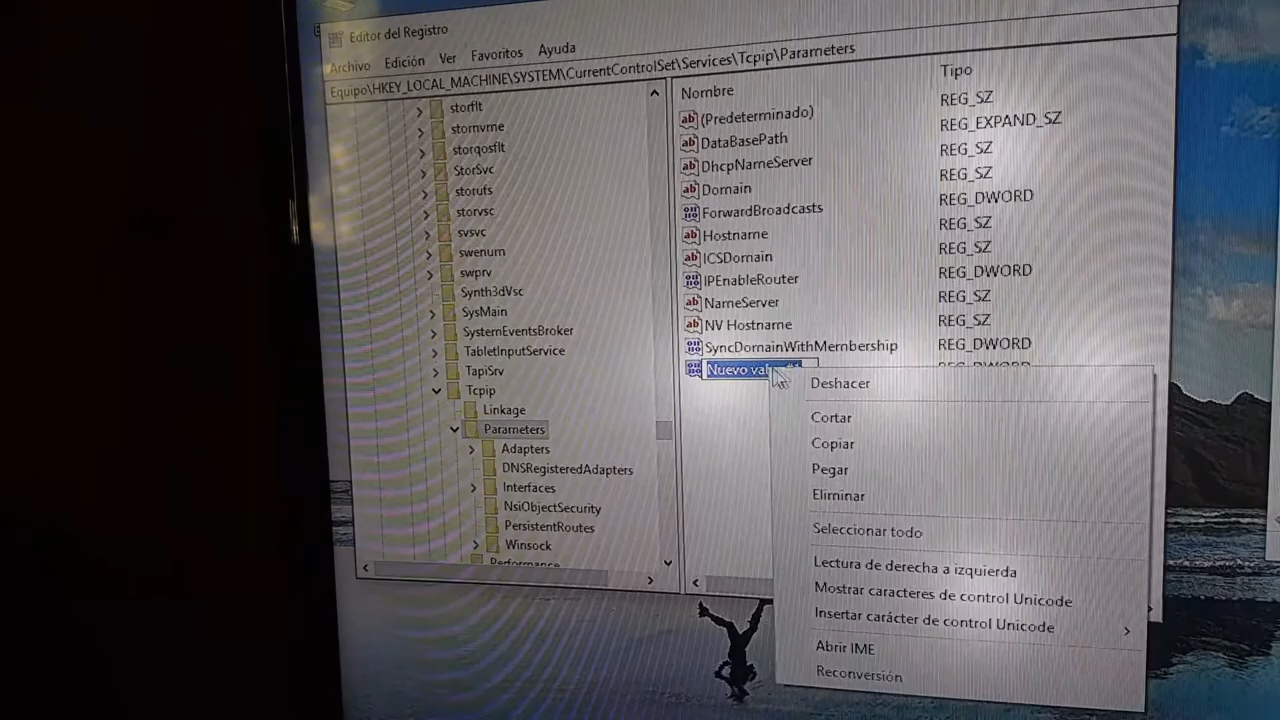 Editor del Registro
Archivo Edición Ver Favoritos Ayuda
Equipo\HKEY_LOCAL_MACHINE\SYSTEM\CurrentControlSet\Services\Tcpip\Parameters
storflt
stornvme
storqosflt
StorSvc
storufs
storvsc
svsvc
swenum
swprv
Synth3dVsc
SysMain
SystemEventsBroker
TabletInputService
TapiSrv
Tcpip
Linkage
Parameters
Adapters
DNSRegisteredAdapters
Interfaces
NsiObjectSecurity
PersistentRoutes
Winsock
Performance
Nombre Tipo
(Predeterminado) REG_SZ
DataBasePath REG_EXPAND_SZ
DhcpNameServer REG_SZ
Domain REG_SZ
ForwardBroadcasts REG_DWORD
Hostname REG_SZ
ICSDomain REG_SZ
IPEnableRouter REG_DWORD
NameServer REG_SZ
NV Hostname REG_SZ
SyncDomainWithMembership REG_DWORD
Nuevo REG_DWORD
Deshacer
Cortar
Copiar
Pegar
Eliminar
Seleccionar todo
Lectura de derecha a izquierda
Mostrar caracteres de control Unicode
Insertar carácter de control Unicode
Abrir IME
Reconversión